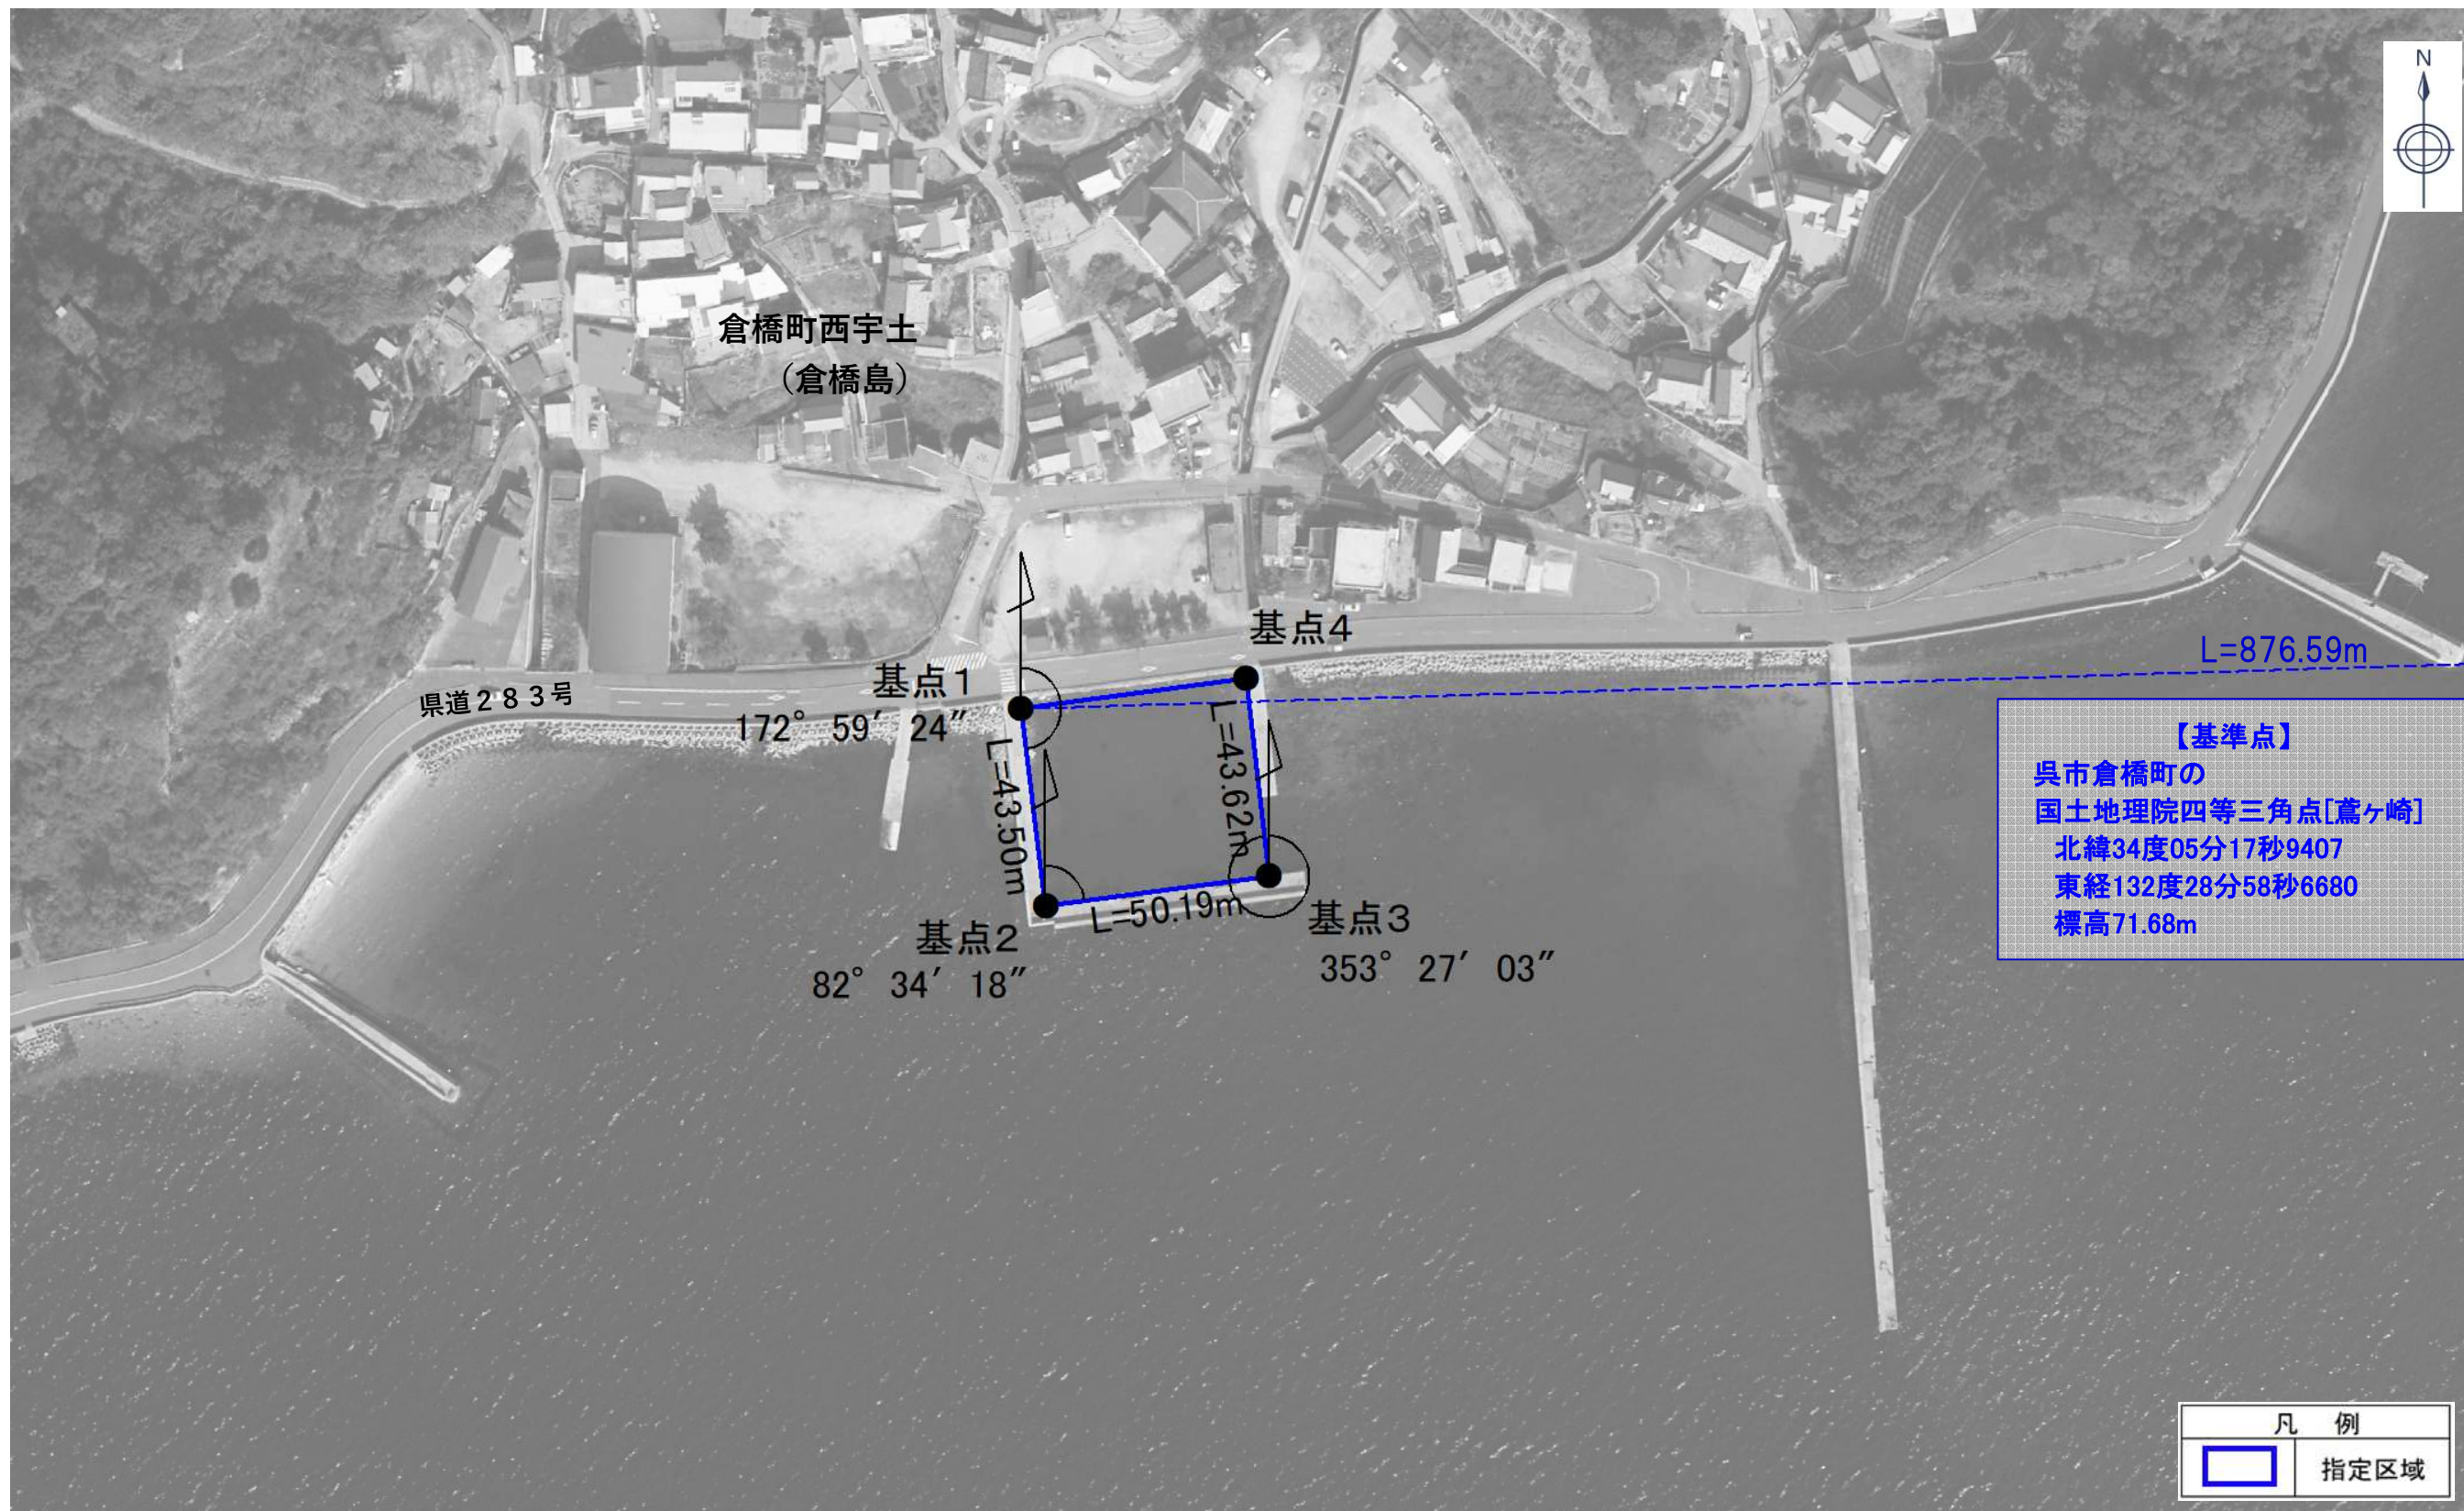 N
倉橋町西宇土
（倉橋島）
基点4
L=876.59m
基点1
県道２８３号
172°59′24″
L=43.50m
L=43.62m
【基準点】
呉市倉橋町の
国土地理院四等三角点[鳶ヶ崎]
北緯34度05分17秒9407
東経132度28分58秒6680
標高71.68m
L=50.19m
基点3
353°27′03″
基点2
82°34′18″
凡　例
指定区域